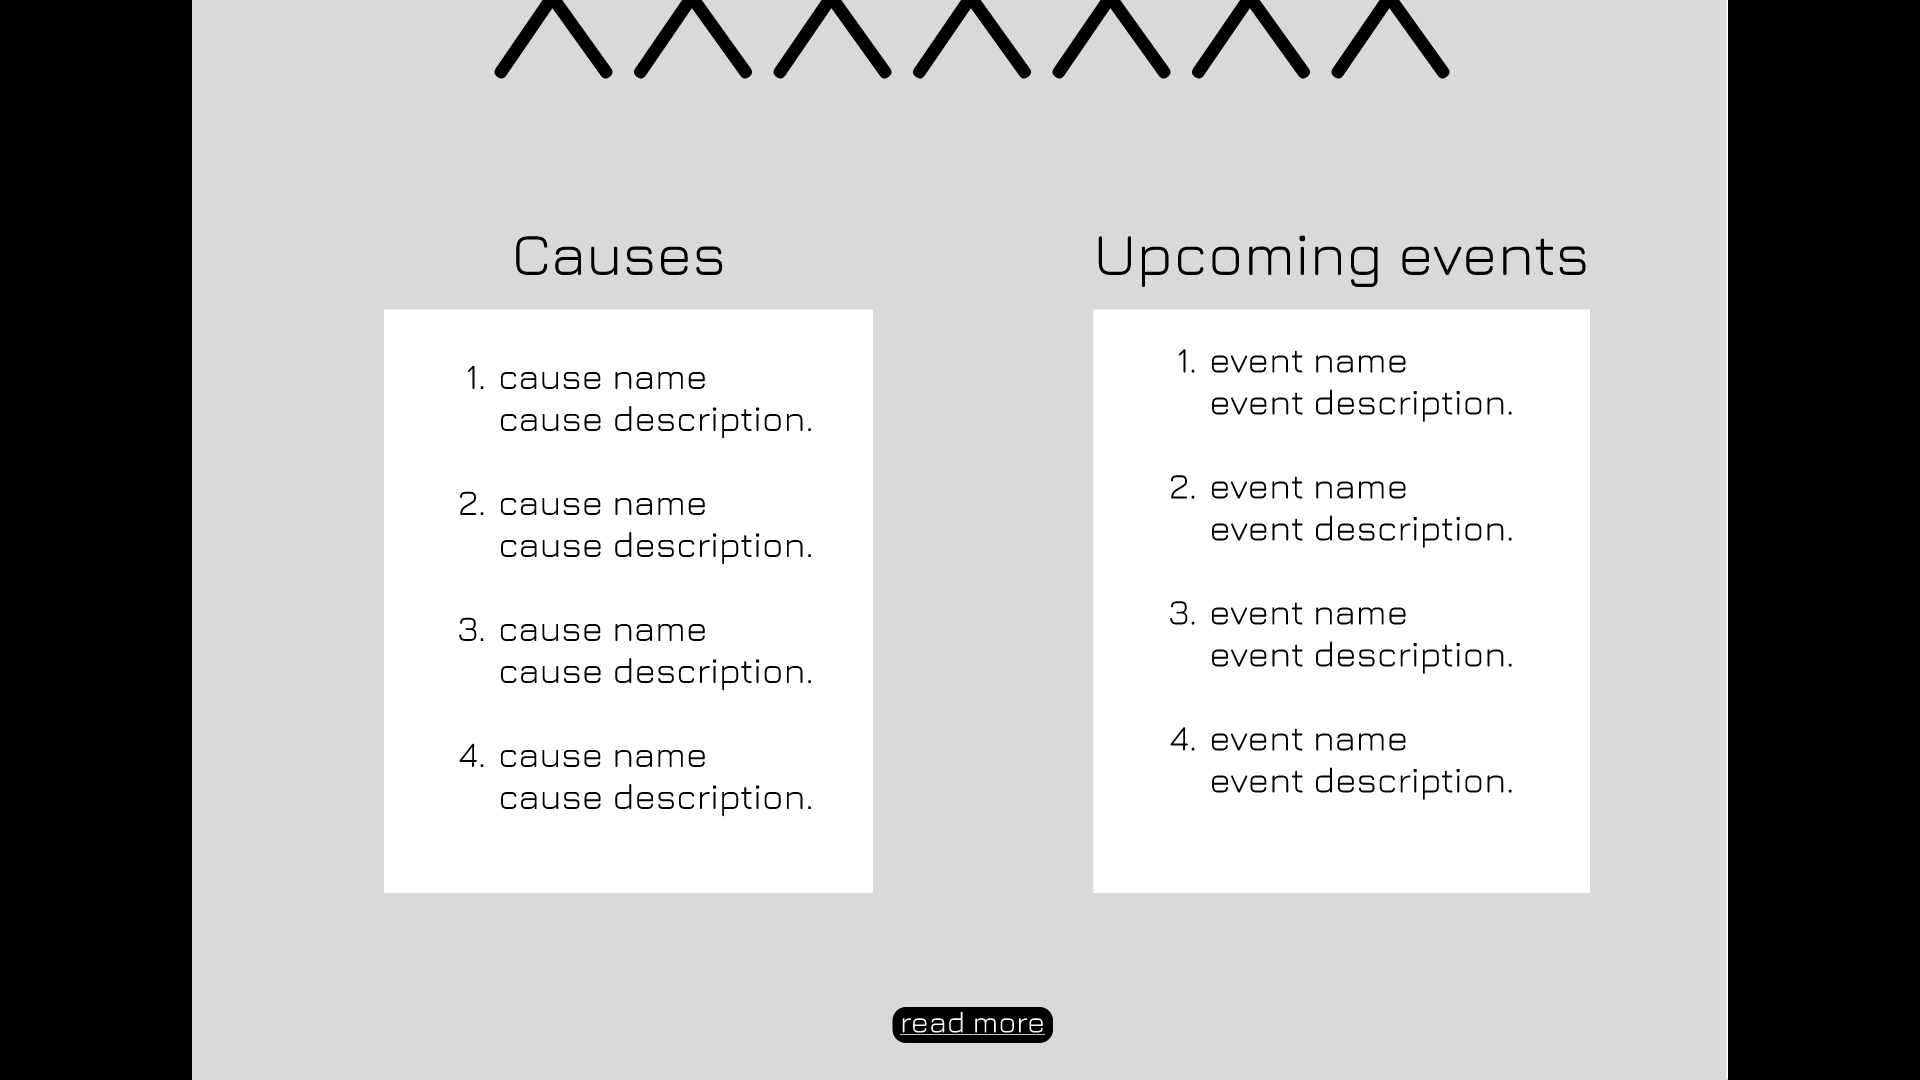 Causes
1. cause name
cause description.
2. cause name
cause description.
3. cause name
cause description.
4. cause name
cause description.
Upcoming events
1. event name
event description.
2. event name
event description.
3. event name
event description.
4. event name
event description.
read more